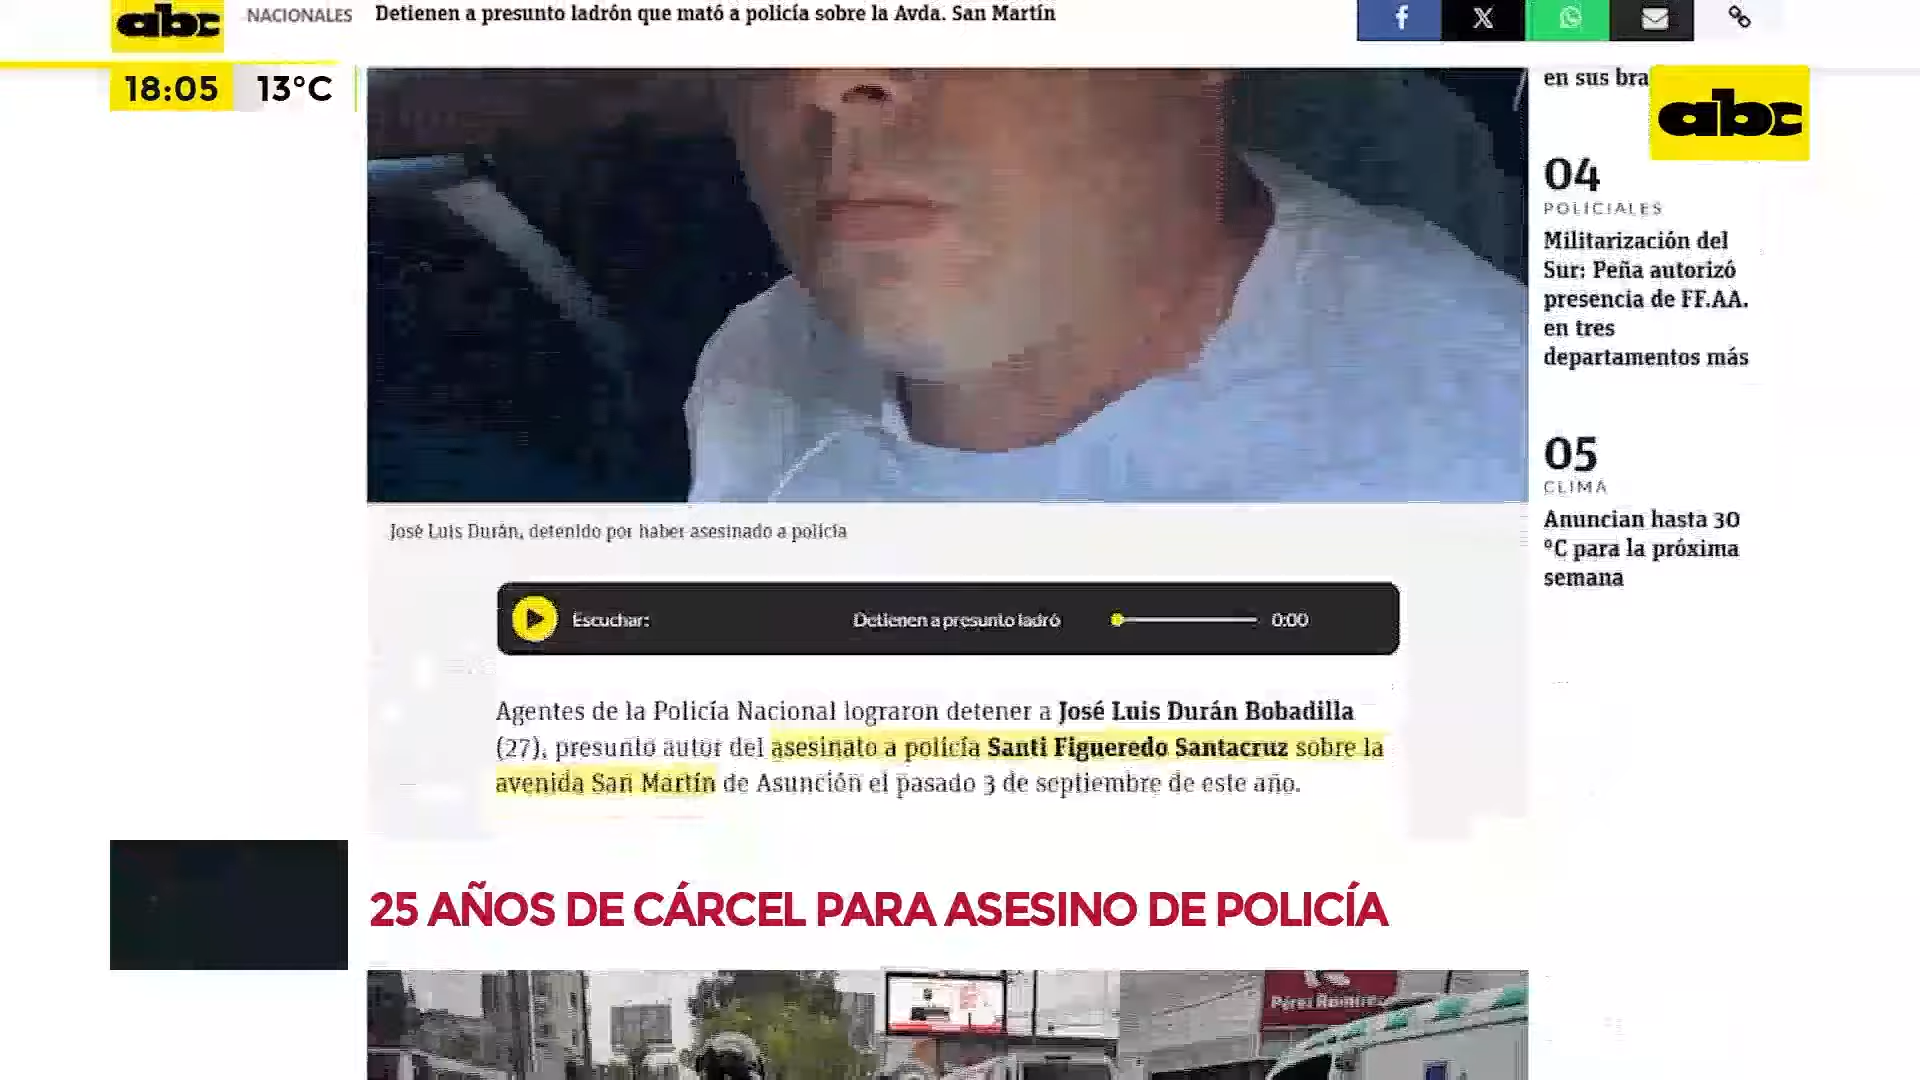 abc NACIONALES Detienen a presunto ladrón que mató a policía sobre la Avda. San Martín
18:05 13°C
en sus bra
abc
04
POLICIALES
Militarización del
Sur: Peña autorizó
presencia de FF.AA.
en tres
departamentos más
05
CLIMA
Anuncian hasta 30
°C para la próxima
semana
José Luis Durán, detenido por haber asesinado a policía
Escuchar: Detienen a presunto ladró 0:00
Agentes de la Policía Nacional lograron detener a José Luis Durán Bobadilla
(27), presunto autor del asesinato a policía Santi Figueredo Santacruz sobre la
avenida San Martín de Asunción el pasado 3 de septiembre de este año.
25 AÑOS DE CÁRCEL PARA ASESINO DE POLICÍA
Pérez Ramírez